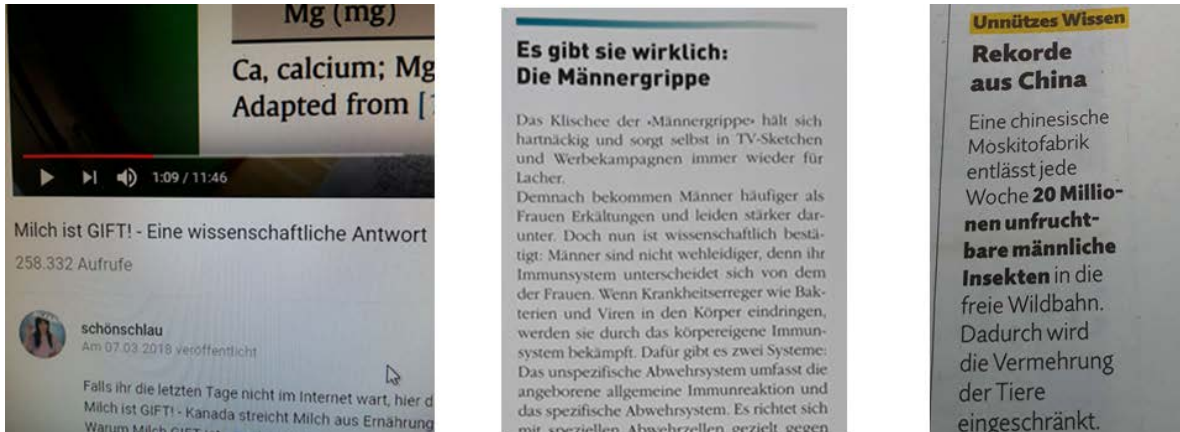 Mg (mg)
Ca, calcium; Mg
Adapted from [
1:09 / 11:46
Milch ist GIFT! - Eine wissenschaftliche Antwort
258.332 Aufrufe
schönschlau
Am 07.03 2018 veröffentlicht
Falls ihr die letzten Tage nicht im Internet wart, hier d
Milch ist GIFT! - Kanada streicht Milch aus Ernährung
Warum Milch GIFT
Es gibt sie wirklich:
Die Männergrippe
Das Klischee der «Männergrippe» hält sich
hartnäckig und sorgt selbst in TV-Sketchen
und Werbekampagnen immer wieder für
Lacher.
Demnach bekommen Männer häufiger als
Frauen Erkältungen und leiden stärker dar-
unter. Doch nun ist wissenschaftlich bestä-
tigt: Männer sind nicht wehleidiger, denn ihr
Immunsystem unterscheidet sich von dem
der Frauen. Wenn Krankheitserreger wie Bak-
terien und Viren in den Körper eindringen,
werden sie durch das körpereigene Immun-
system bekämpft. Dafür gibt es zwei Systeme:
Das unspezifische Abwehrsystem umfasst die
angeborene allgemeine Immunreaktion und
das spezifische Abwehrsystem. Es richtet sich
mit speziellen Abwehrzellen gezielt gegen
Unnützes Wissen
Rekorde
aus China
Eine chinesische
Moskitofabrik
entlässt jede
Woche 20 Millio-
nen unfrucht-
bare männliche
Insekten in die
freie Wildbahn.
Dadurch wird
die Vermehrung
der Tiere
eingeschränkt.